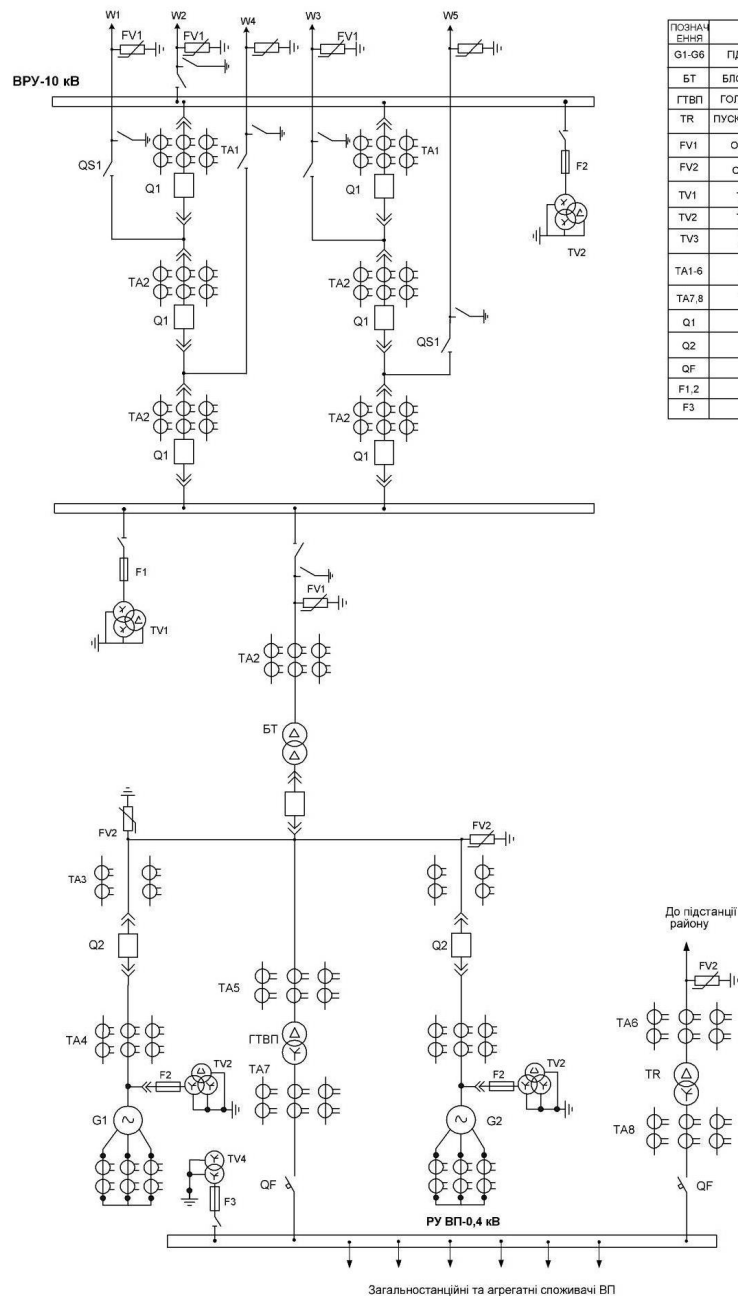 W1
W2
W4
W3
W5
FV1
FV1
FV1
ВРУ-10 кВ
QS1
TA1
TA1
Q1
Q1
F2
TV2
TA2
TA2
Q1
Q1
QS1
TA2
TA2
Q1
Q1
F1
TV1
FV1
TA2
БТ
FV2
FV2
TA3
Q2
Q2
До підстанції
району
FV2
TA5
TA6
TA4
ГТВП
TR
F2
TV2
F2
TV2
TA7
G1
G2
TA8
TV4
F3
QF
QF
РУ ВП-0,4 кВ
Загальностанційні та агрегатні споживачі ВП
ПОЗНАЧ
ЕННЯ
G1-G6
БТ
ГТВП
TR
FV1
FV2
TV1
TV2
TV3
TA1-6
TA7,8
Q1
Q2
QF
F1,2
F3